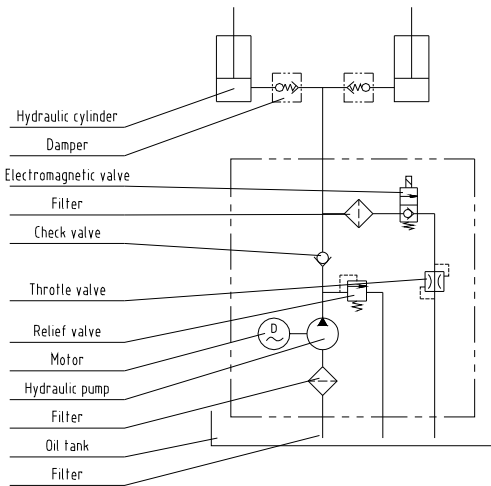 Hydraulic cylinder
Damper
Electromagnetic valve
Filter
Check valve
Throtle valve
Relief valve
D
Motor
Hydraulic pump
Filter
Oil tank
Filter